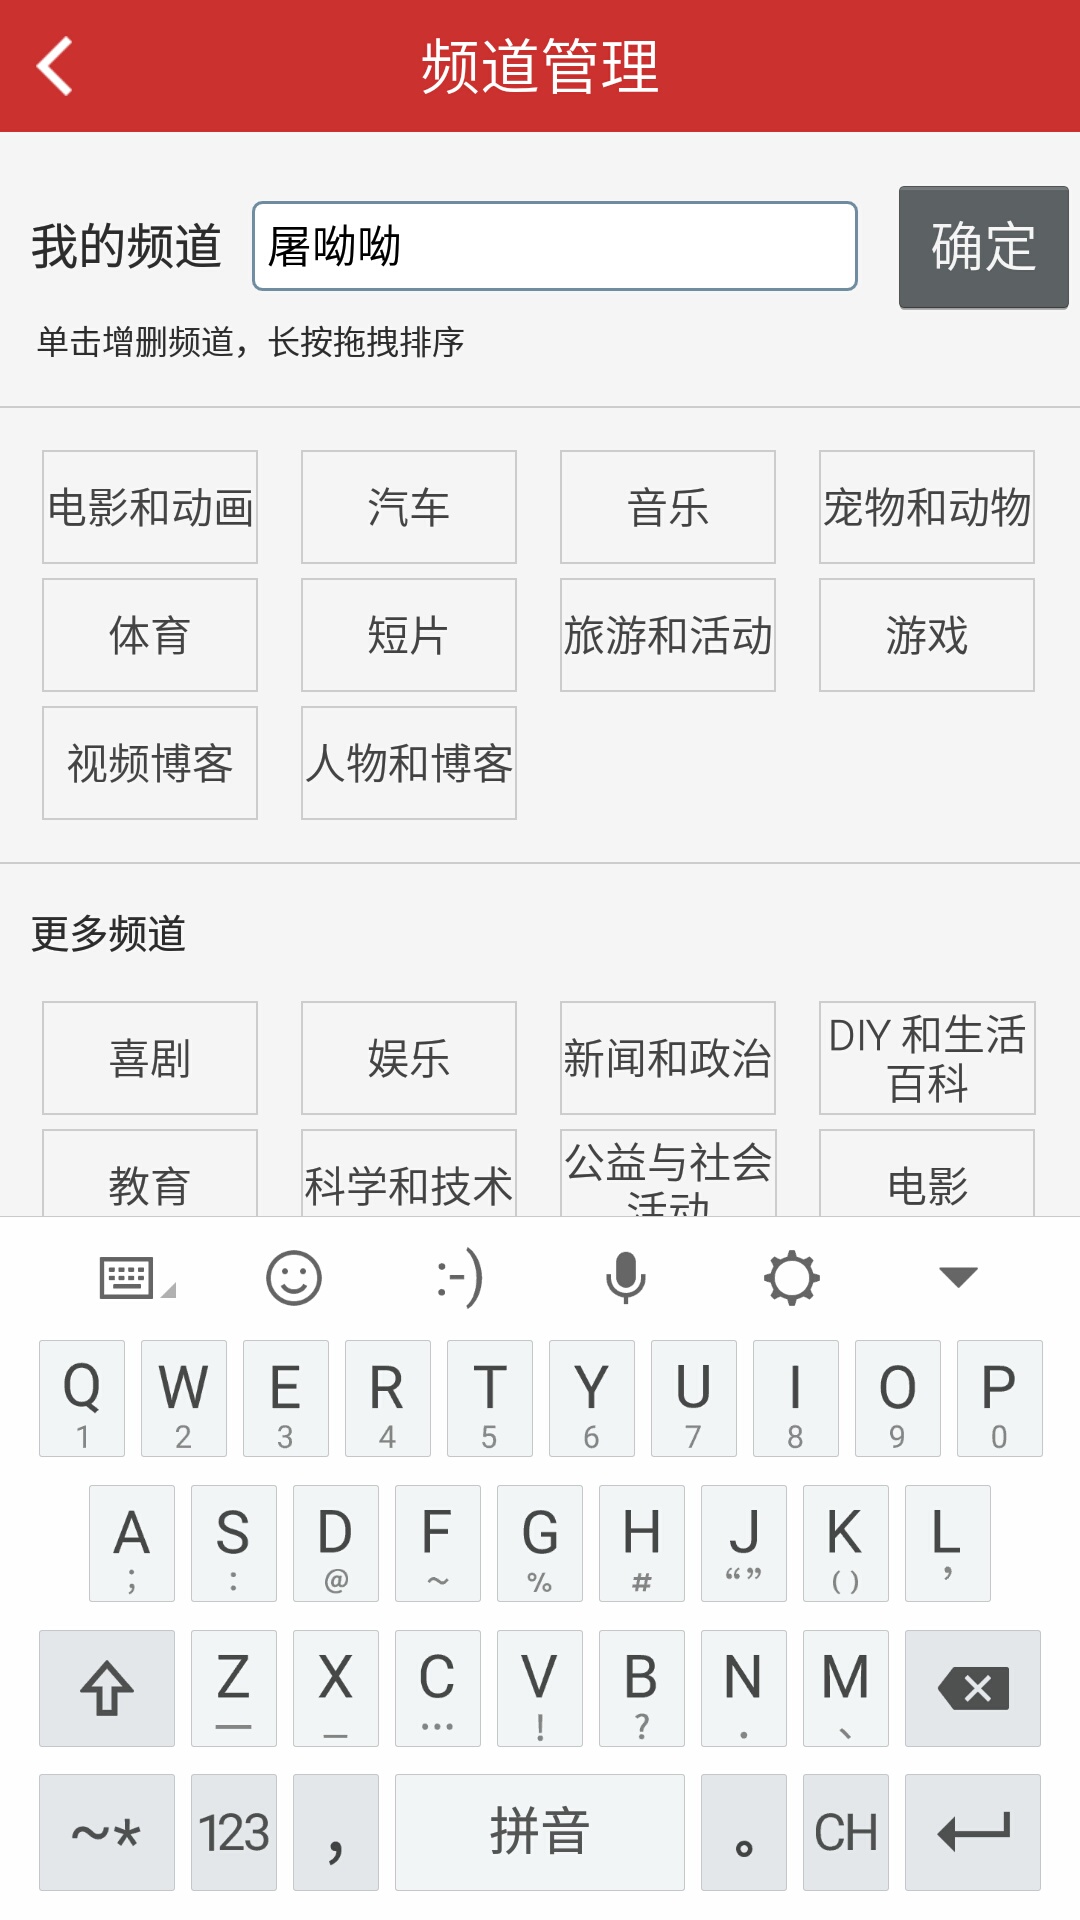 频道管理
我的频道 屠呦呦 确定
单击增删频道，长按拖拽排序
电影和动画 汽车 音乐 宠物和动物
体育 短片 旅游和活动 游戏
视频博客 人物和博客
更多频道
喜剧 娱乐 新闻和政治 DIY 和生活
百科
教育 科学和技术 公益与社会 电影
活动
:-)
Q W E R T Y U I O P
1 2 3 4 5 6 7 8 9 0
A S D F G H J K L
; : @ ~ % # “” ( ) ’
Z X C V B N M
— _ … ! ? . 、
~* 123 ， 拼音 。 CH